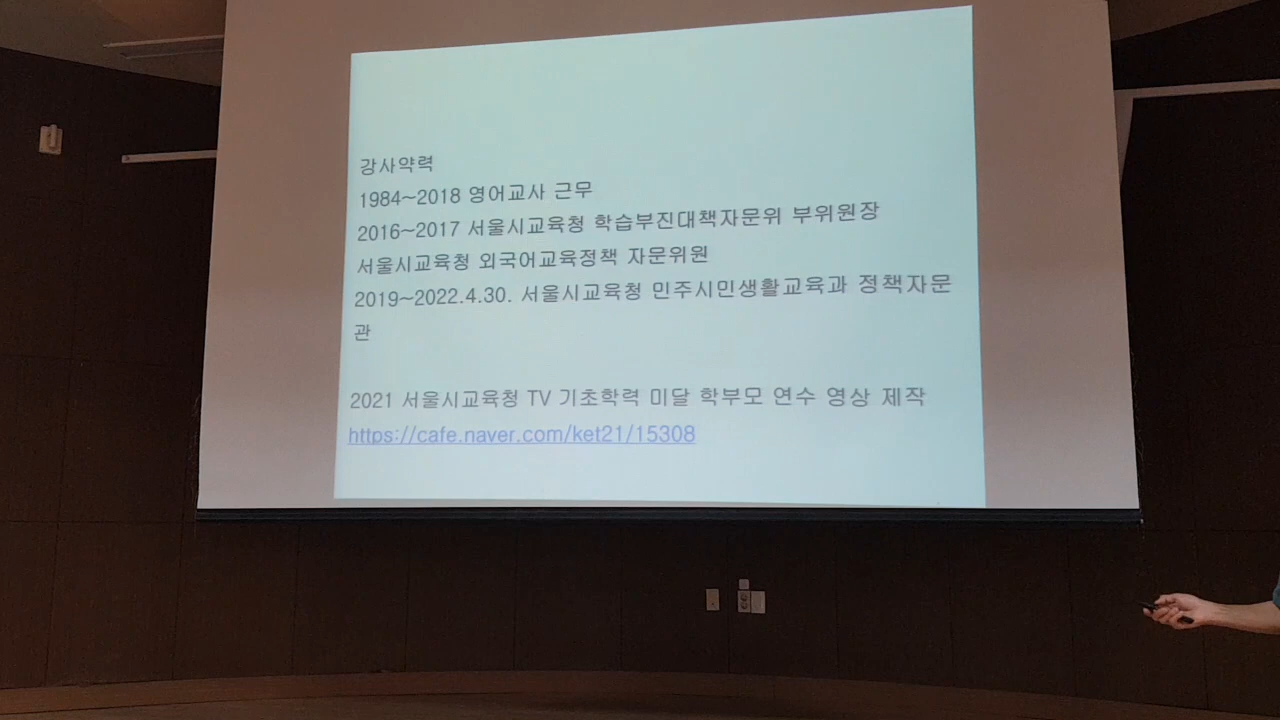 강사약력
1984~2018 영어교사 근무
2016~2017 서울시교육청 학습부진대책자문위 부위원장
서울시교육청 외국어교육정책 자문위원
2019~2022.4.30. 서울시교육청 민주시민생활교육과 정책자문
관
2021 서울시교육청 TV 기초학력 미달 학부모 연수 영상 제작
https://cafe.naver.com/ket21/15308